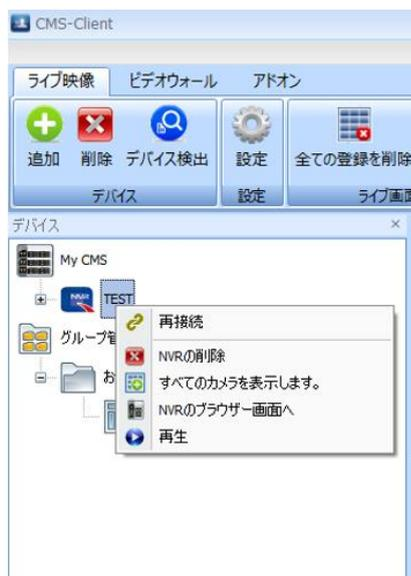 CMS-Client
ライブ映像 ビデオウォール アドオン
追加 削除 デバイス検出 設定 全ての登録を削除
デバイス 設定 ライブ画面
デバイス ×
My CMS
NVR TEST
再接続
グループ管
NVRの削除
お
すべてのカメラを表示します。
NVRのブラウザー画面へ
再生